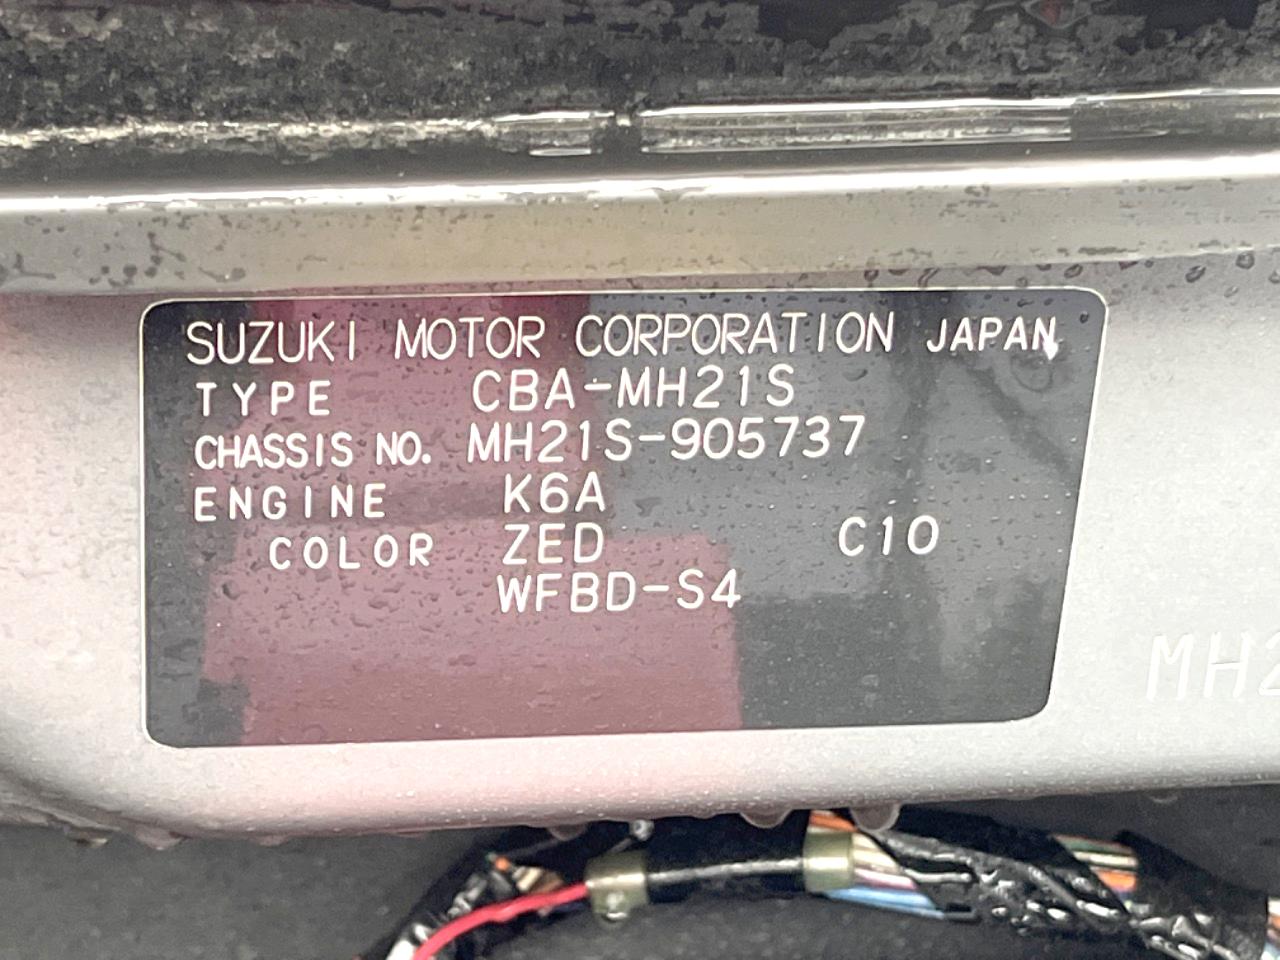 SUZUKI MOTOR CORPORATION JAPAN
TYPE CBA-MH21S
CHASSIS NO. MH21S-905737
ENGINE K6A
COLOR ZED C10
WFBD-S4
MH2